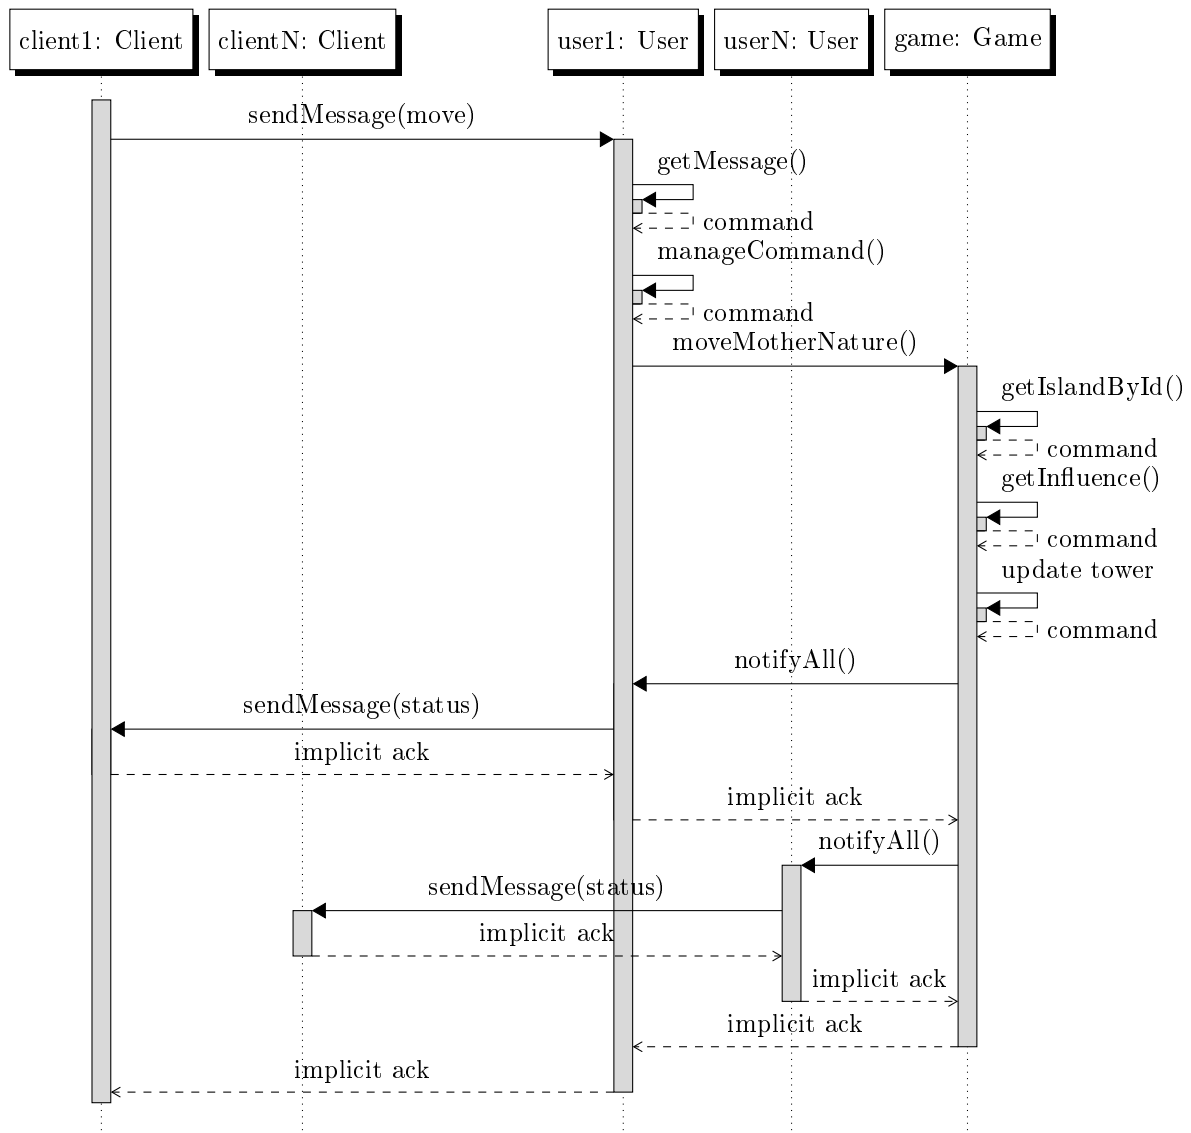 client1: Client
clientN: Client
user1: User
userN: User
game: Game
sendMessage(move)
getMessage()
command
manageCommand()
command
moveMotherNature()
getIslandById()
command
getInfluence()
command
update tower
command
notifyAll()
sendMessage(status)
implicit ack
implicit ack
notifyAll()
sendMessage(status)
implicit ack
implicit ack
implicit ack
implicit ack